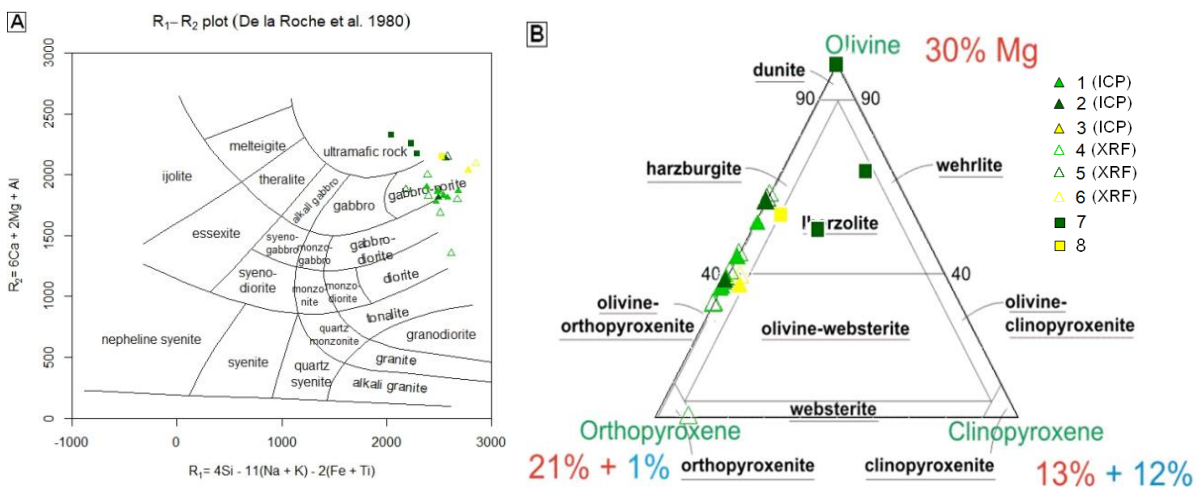 A
R₁– R₂ plot (De la Roche et al. 1980)
R₂= 6Ca + 2Mg + Al
3000
2500
2000
1500
1000
500
0
melteigite
ultramafic rock
ijolite
theralite
alkali gabbro
gabbro
gabbro-norite
essexite
syeno-
gabbro
monzo-
gabbro
gabbro-
diorite
syeno-
diorite
monzo-
nite
monzo-
diorite
diorite
tonalite
nepheline syenite
quartz
monzonite
granodiorite
syenite
quartz
syenite
granite
alkali granite
-1000
0
1000
2000
3000
R₁= 4Si - 11(Na + K) - 2(Fe + Ti)
B
Olivine
30% Mg
dunite
90
90
harzburgite
wehrlite
40
40
olivine-
orthopyroxenite
olivine-websterite
olivine-
clinopyroxenite
websterite
Orthopyroxene
Clinopyroxene
21% + 1%
orthopyroxenite
clinopyroxenite
13% + 12%
1 (ICP)
2 (ICP)
3 (ICP)
4 (XRF)
5 (XRF)
6 (XRF)
7
8